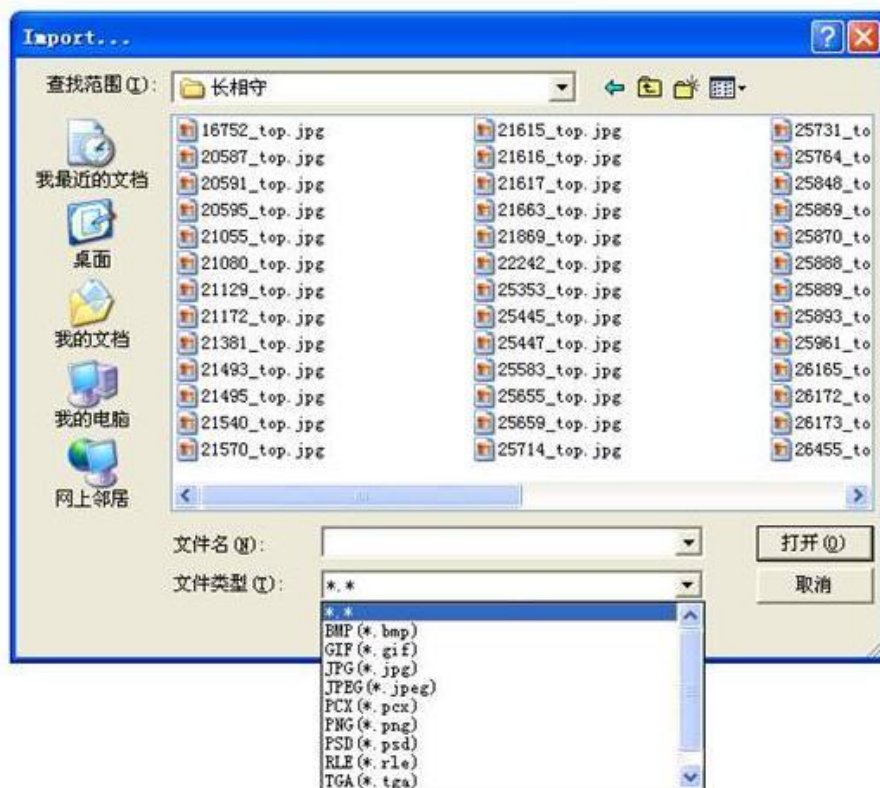 Import...
查找范围(I):
长相守
我最近的文档
桌面
我的文档
我的电脑
网上邻居
16752_top.jpg
20587_top.jpg
20591_top.jpg
20595_top.jpg
21055_top.jpg
21080_top.jpg
21129_top.jpg
21172_top.jpg
21381_top.jpg
21493_top.jpg
21495_top.jpg
21540_top.jpg
21570_top.jpg
21615_top.jpg
21616_top.jpg
21617_top.jpg
21663_top.jpg
21869_top.jpg
22242_top.jpg
25353_top.jpg
25445_top.jpg
25447_top.jpg
25583_top.jpg
25655_top.jpg
25659_top.jpg
25714_top.jpg
25731_to
25764_to
25848_to
25869_to
25870_to
25888_to
25889_to
25893_to
25961_to
26165_to
26172_to
26173_to
26455_to
文件名(N):
打开(O)
文件类型(T):
*.*
取消
*.*
BMP(*.bmp)
GIF(*.gif)
JPG(*.jpg)
JPEG(*.jpeg)
PCX(*.pcx)
PNG(*.png)
PSD(*.psd)
RLE(*.rle)
TGA(*.tga)